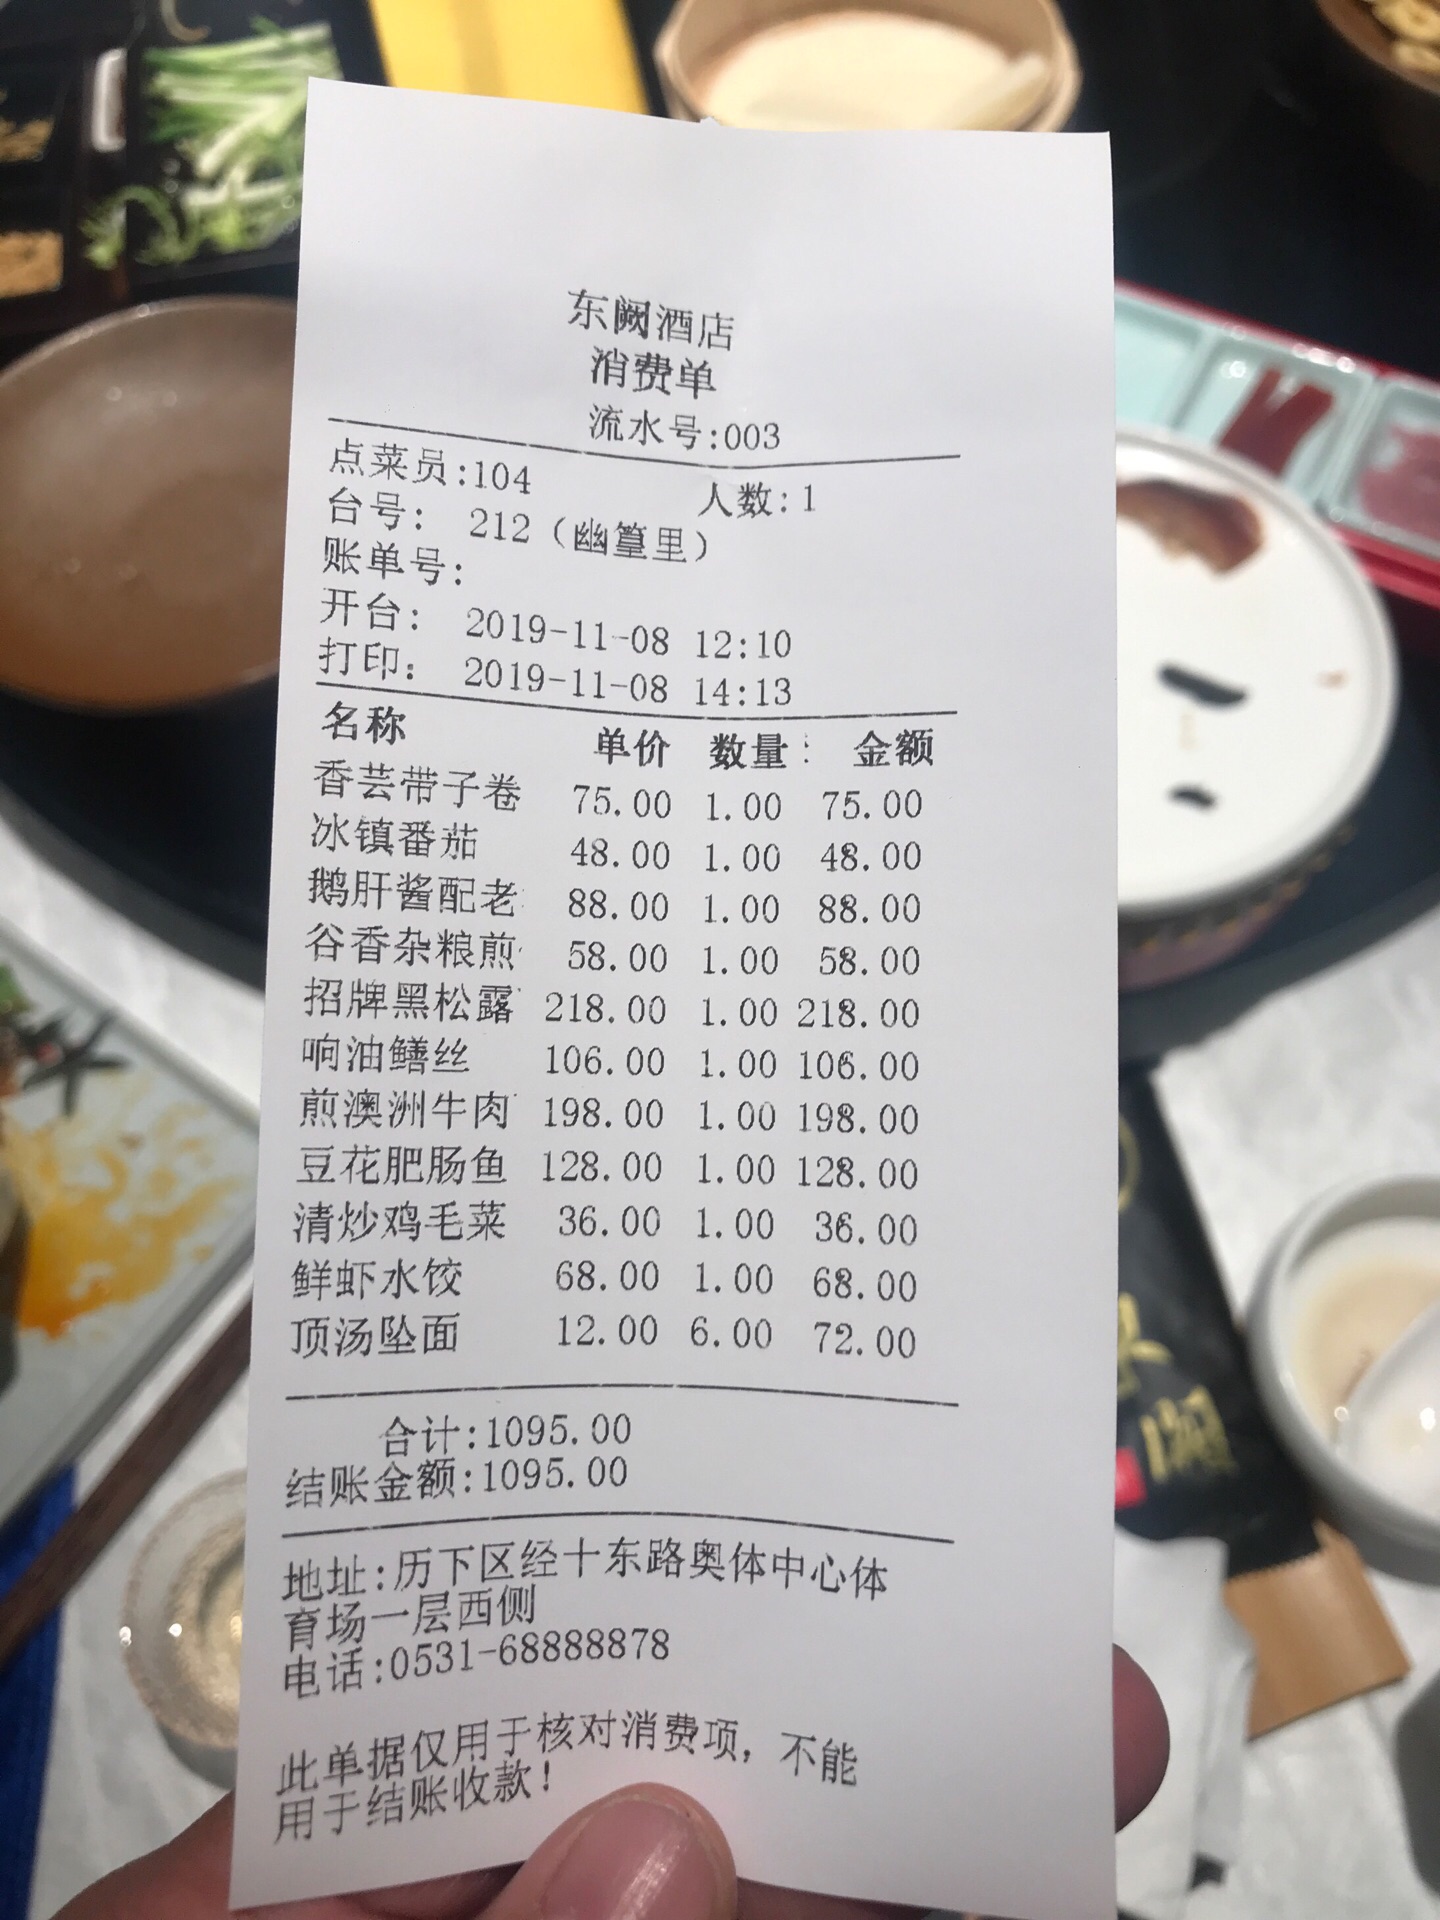 东阙酒店
消费单
流水号:003
点菜员:104 人数:1
台号: 212（幽篁里）
账单号:
开台: 2019-11-08 12:10
打印: 2019-11-08 14:13
名称 单价 数量 金额
香芸带子卷 75.00 1.00 75.00
冰镇番茄 48.00 1.00 48.00
鹅肝酱配老 88.00 1.00 88.00
谷香杂粮煎 58.00 1.00 58.00
招牌黑松露 218.00 1.00 218.00
响油鳝丝 106.00 1.00 106.00
煎澳洲牛肉 198.00 1.00 198.00
豆花肥肠鱼 128.00 1.00 128.00
清炒鸡毛菜 36.00 1.00 36.00
鲜虾水饺 68.00 1.00 68.00
顶汤坠面 12.00 6.00 72.00
合计:1095.00
结账金额:1095.00
地址:历下区经十东路奥体中心体
育场一层西侧
电话:0531-68888878
此单据仅用于核对消费项，不能
用于结账收款！